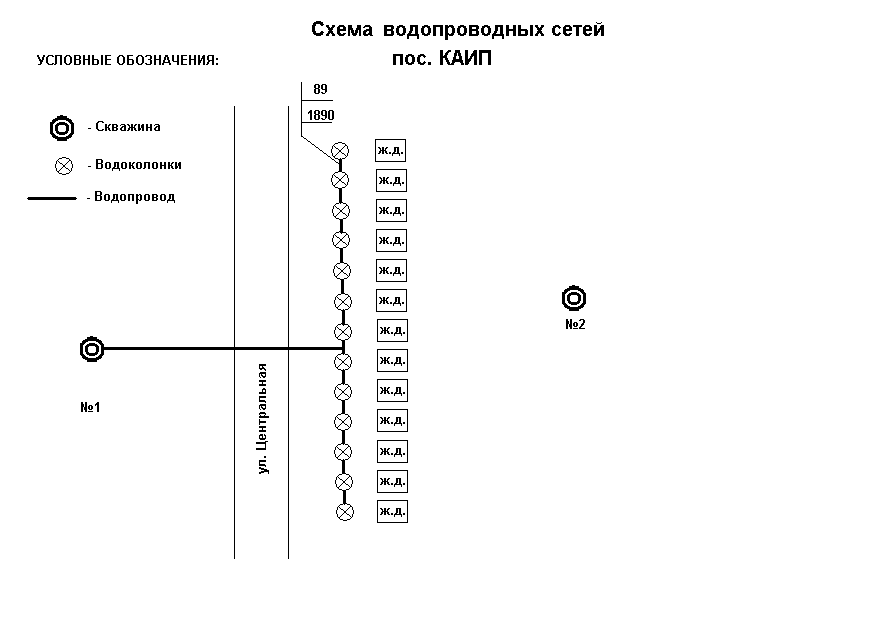 Схема водопроводных сетей
пос. КАИП
УСЛОВНЫЕ ОБОЗНАЧЕНИЯ:
- Скважина
- Водоколонки
- Водопровод
89
1890
ж.д.
ж.д.
ж.д.
ж.д.
ж.д.
ж.д.
ж.д.
ж.д.
ж.д.
ж.д.
ж.д.
ж.д.
ж.д.
№2
№1
ул. Центральная